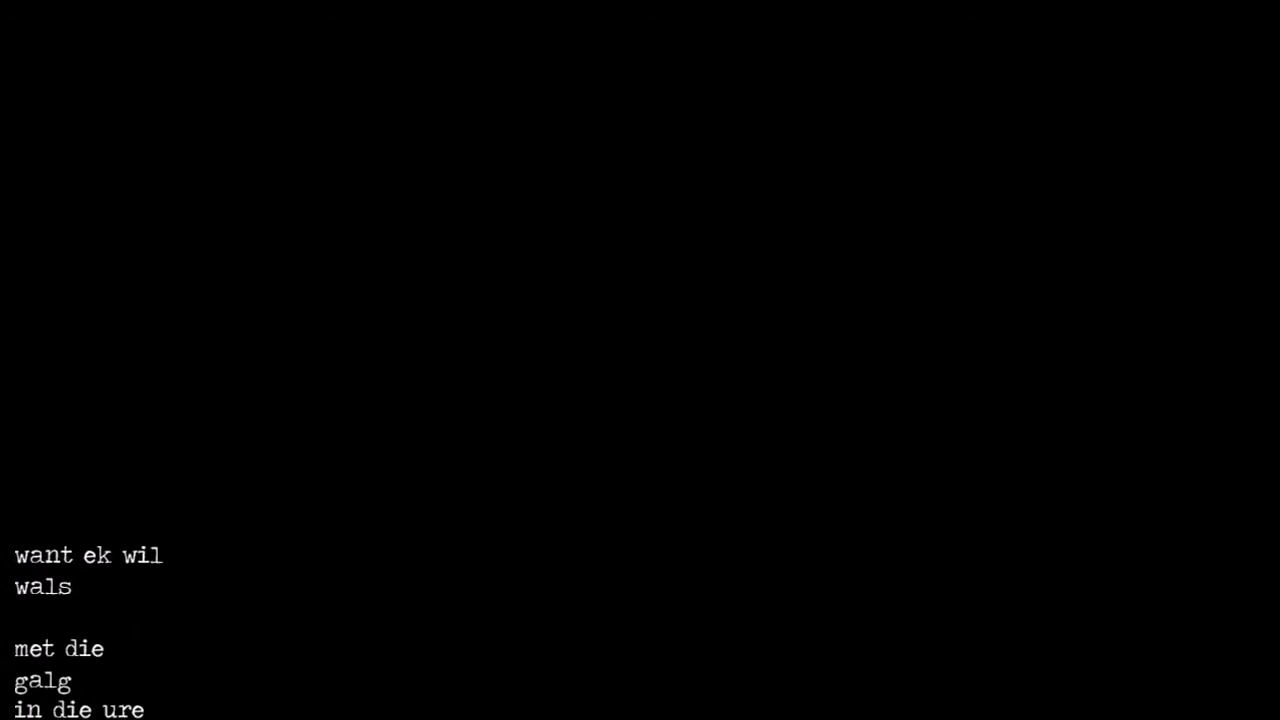 want ek wil
wals
met die
galg
in die ure